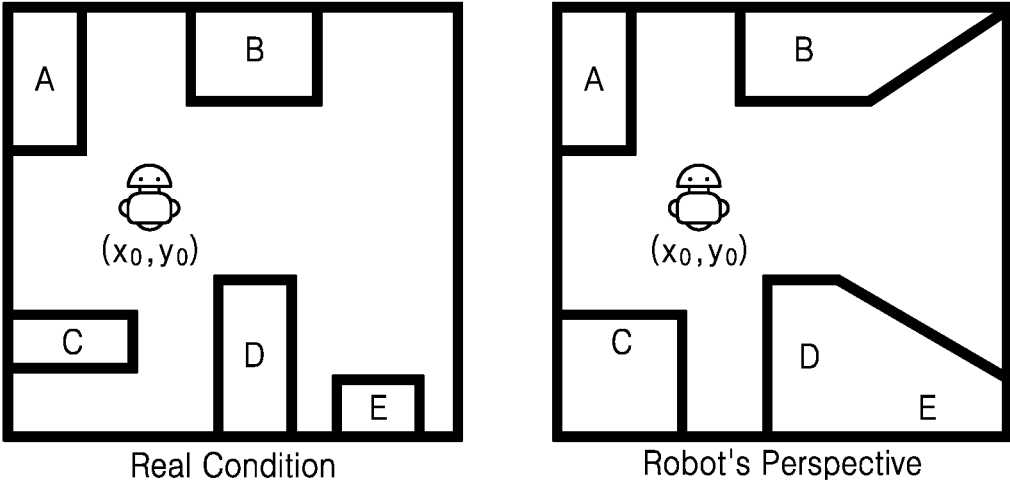 A
B
(x₀,y₀)
C
D
E
Real Condition
A
B
(x₀,y₀)
C
D
E
Robot's Perspective